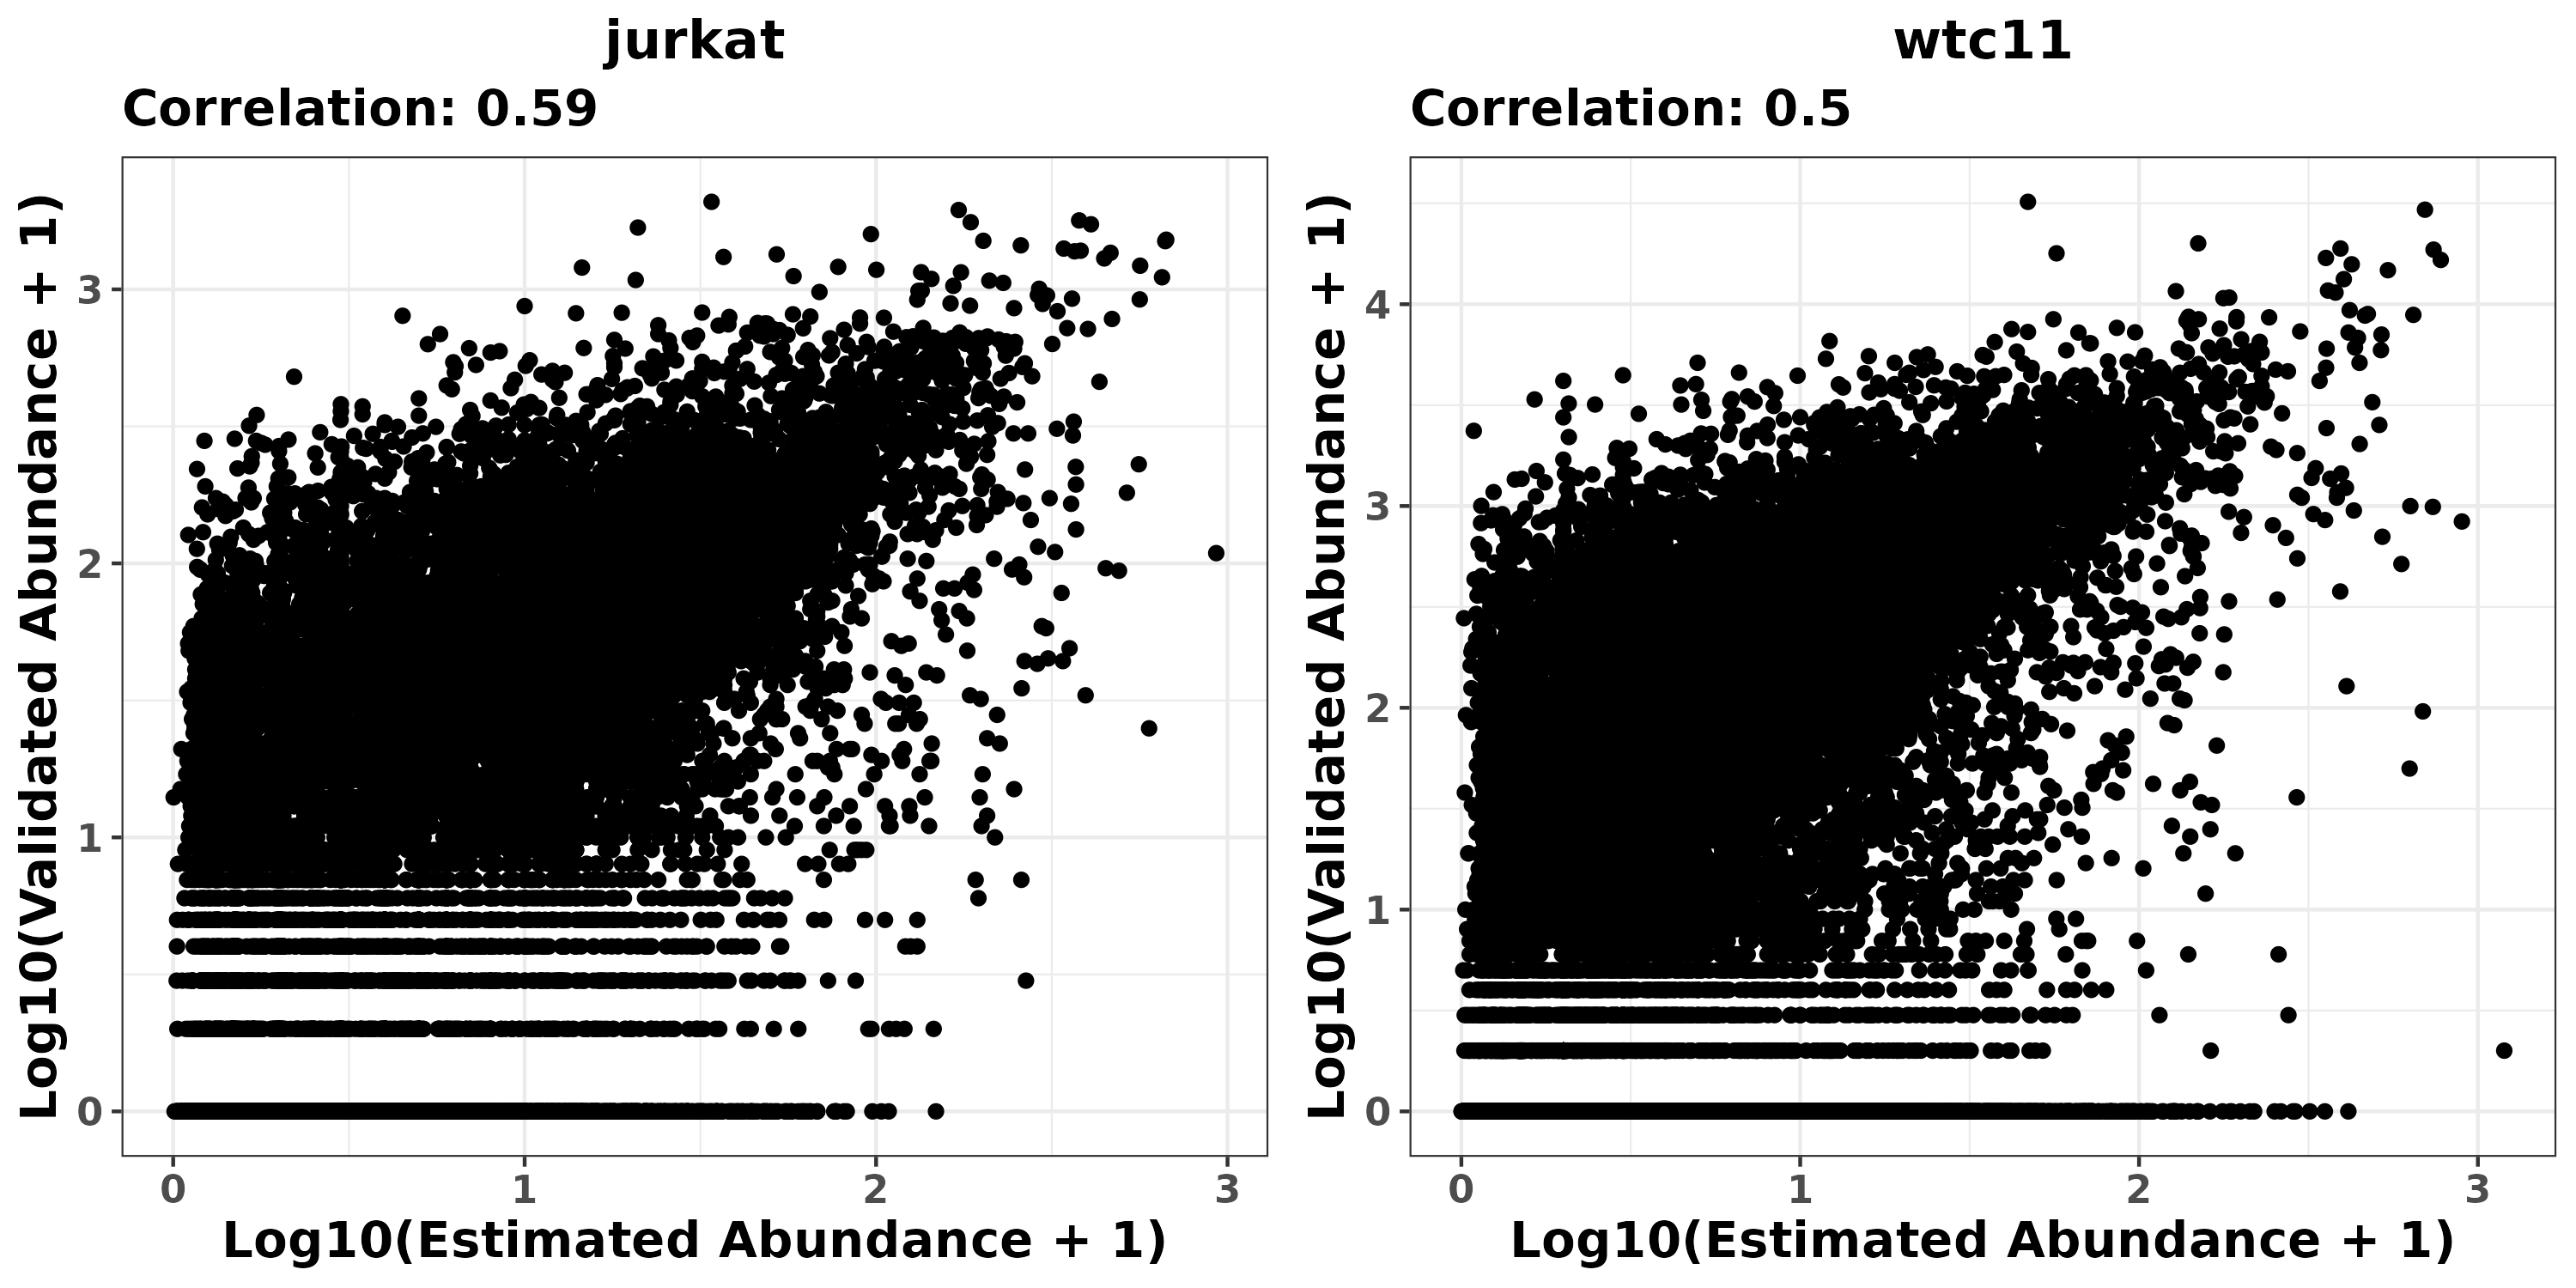 jurkat
Correlation: 0.59
Log10(Validated Abundance + 1)
3
2
1
0
0 1 2 3
Log10(Estimated Abundance + 1)
wtc11
Correlation: 0.5
Log10(Validated Abundance + 1)
4
3
2
1
0
0 1 2 3
Log10(Estimated Abundance + 1)